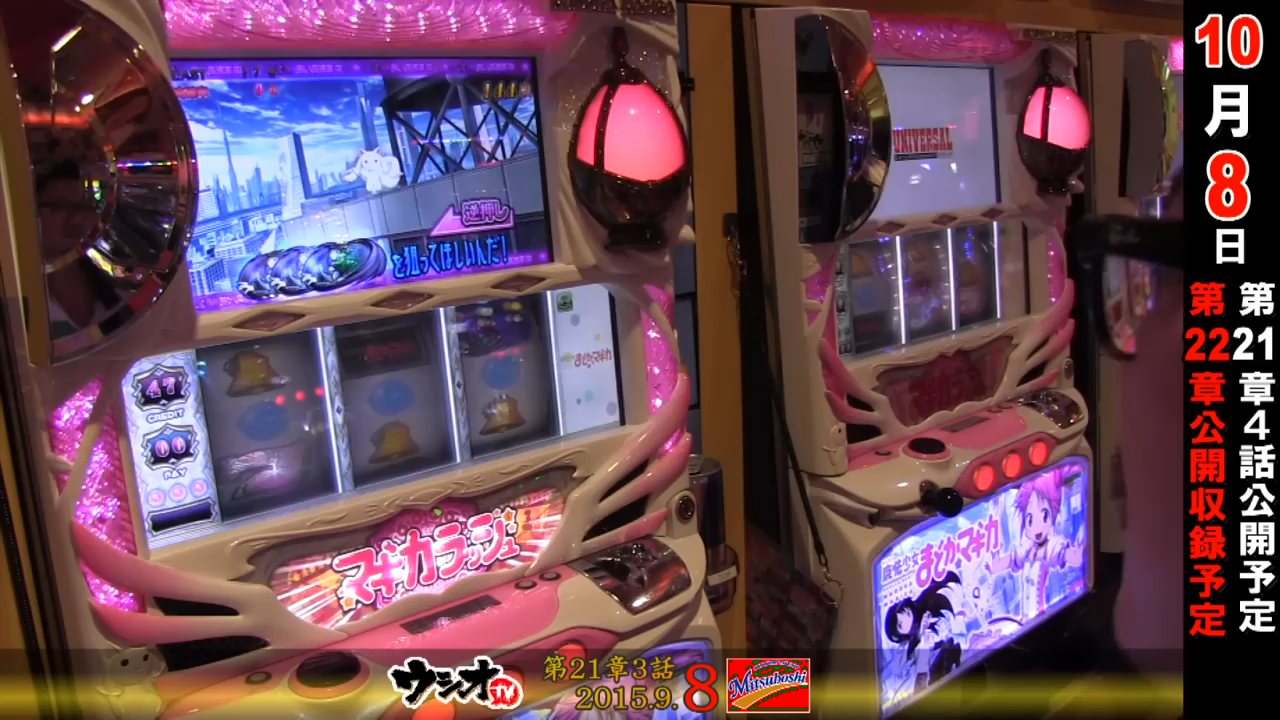 逆押し
を狙ってほしいんだ!
UNIVERSAL
47
CREDIT
00
PAY
まどかマギカ
マギカラッシュ
魔法少女
まどかマギカ
10
月
8
日
第21章4話公開予定
第22章公開収録予定
ウシオTV
第21章3話
2015.9.8
Mitsuboshi